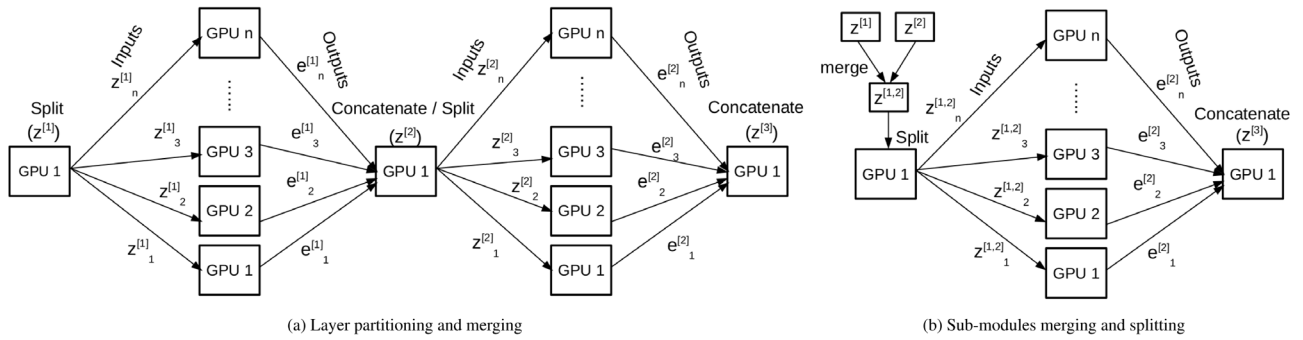 Split
(z[1])
GPU 1
Inputs
z[1]n
z[1]3
z[1]2
z[1]1
GPU n
GPU 3
GPU 2
GPU 1
Outputs
e[1]n
e[1]3
e[1]2
e[1]1
Concatenate / Split
(z[2])
GPU 1
Inputs
z[2]n
z[2]3
z[2]2
z[2]1
GPU n
GPU 3
GPU 2
GPU 1
Outputs
e[2]n
e[2]3
e[2]2
e[2]1
Concatenate
(z[3])
GPU 1
(a) Layer partitioning and merging
z[1]
z[2]
merge
z[1,2]
Split
GPU 1
Inputs
z[1,2]n
z[1,2]3
z[1,2]2
z[1,2]1
GPU n
GPU 3
GPU 2
GPU 1
Outputs
e[2]n
e[2]3
e[2]2
e[2]1
Concatenate
(z[3])
GPU 1
(b) Sub-modules merging and splitting